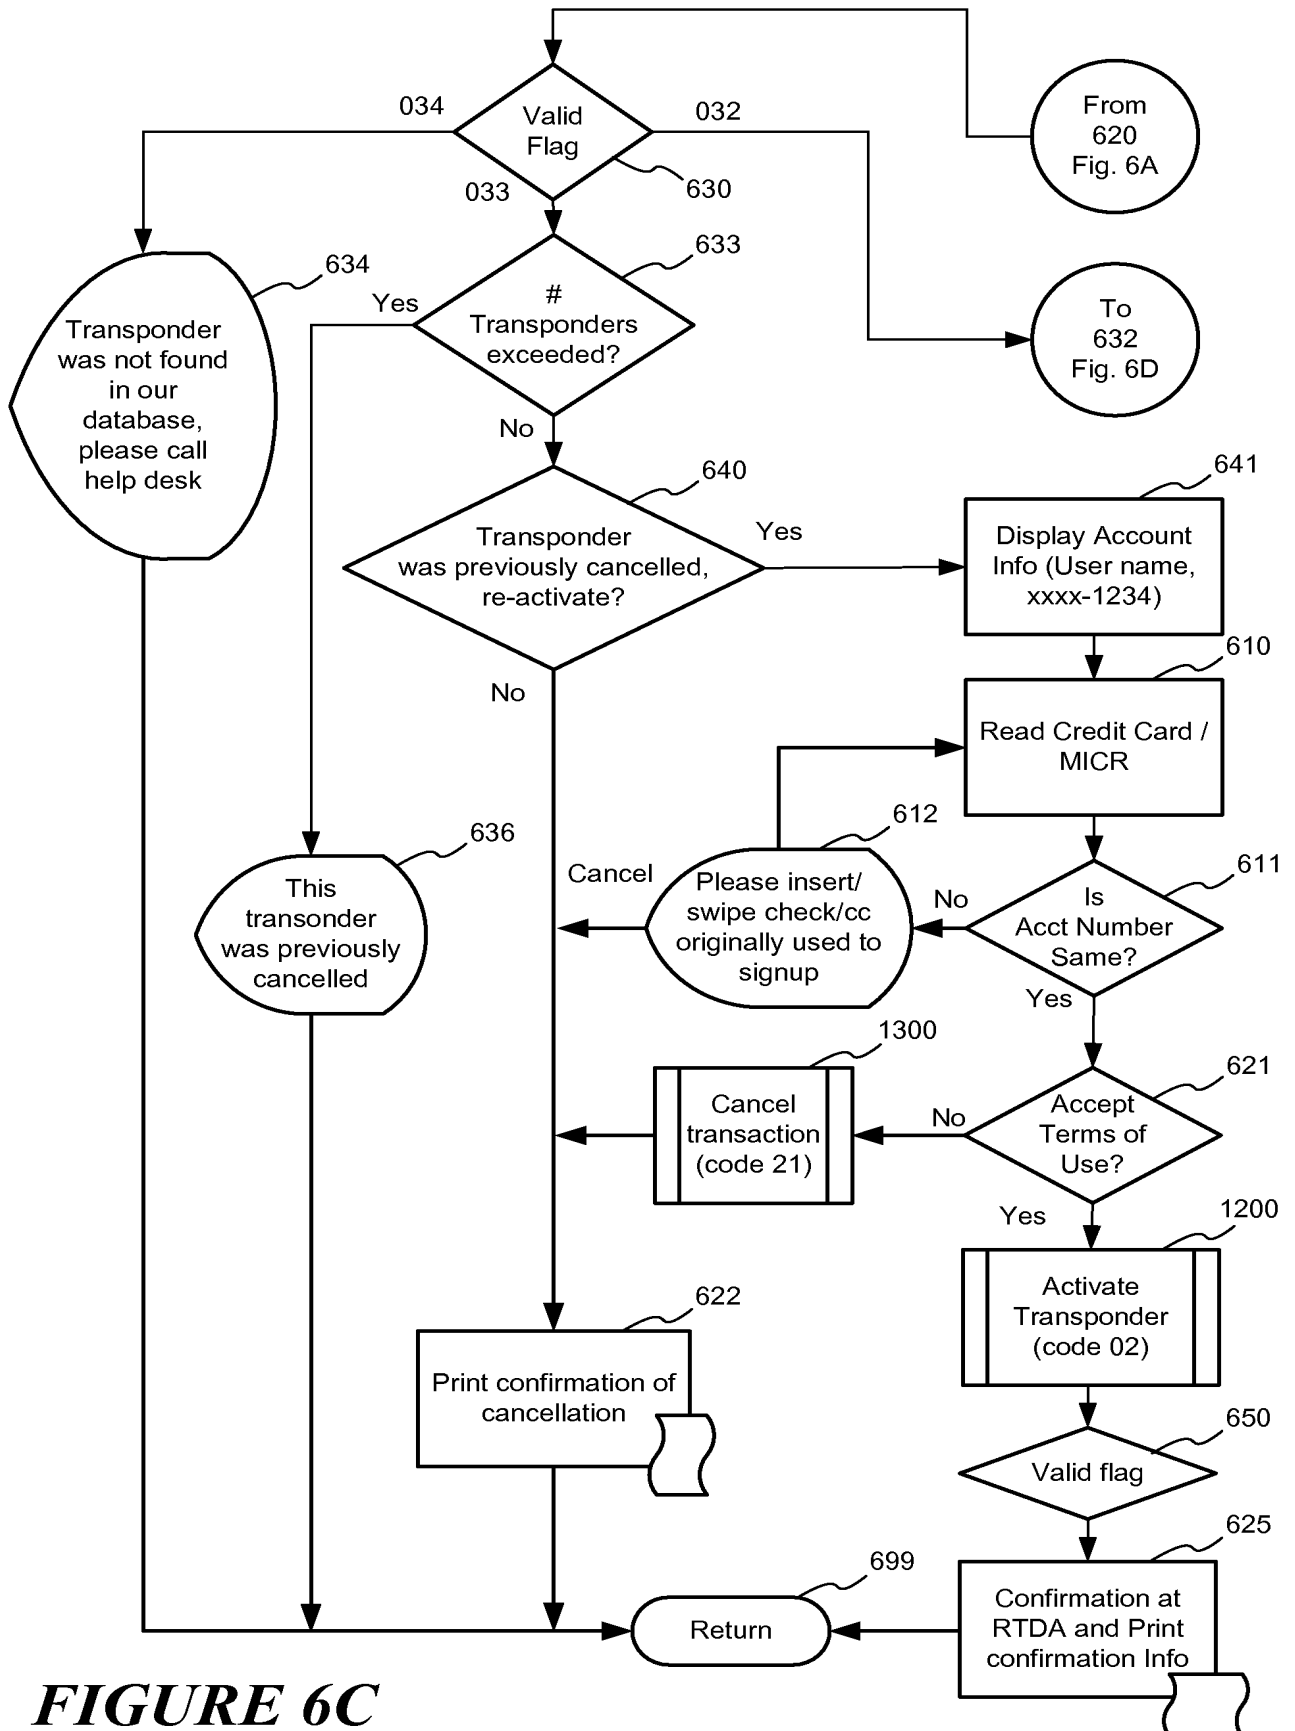 034
Valid
Flag
032
033
630
From
620
Fig. 6A
634
Transponder
was not found
in our
database,
please call
help desk
633
Yes
#
Transponders
exceeded?
No
To
632
Fig. 6D
640
Transponder
was previously cancelled,
re-activate?
Yes
No
641
Display Account
Info (User name,
xxxx-1234)
610
Read Credit Card /
MICR
636
This
transonder
was previously
cancelled
612
Cancel
Please insert/
swipe check/cc
originally used to
signup
No
611
Is
Acct Number
Same?
Yes
1300
Cancel
transaction
(code 21)
No
621
Accept
Terms of
Use?
Yes
1200
Activate
Transponder
(code 02)
622
Print confirmation of
cancellation
650
Valid flag
625
Confirmation at
RTDA and Print
confirmation Info
699
Return
FIGURE 6C